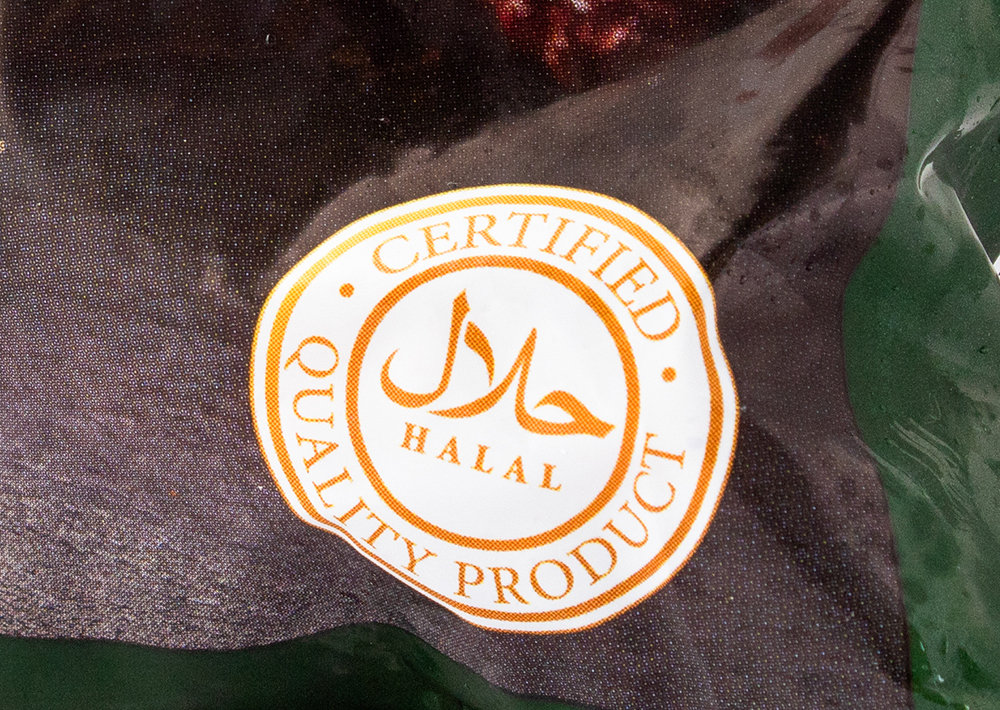 CERTIFIED
حلال
HALAL
QUALITY PRODUCT